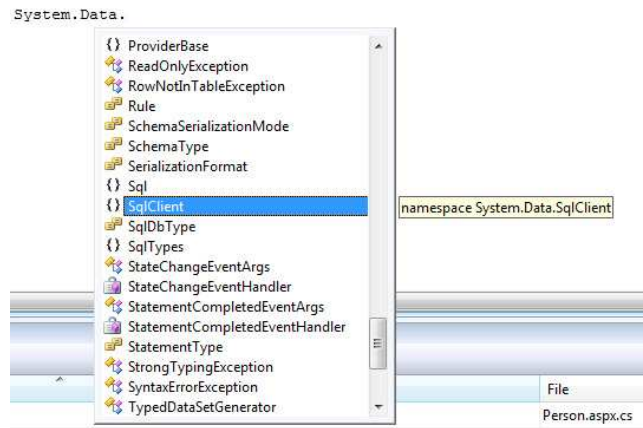 System.Data.
{} ProviderBase
ReadOnlyException
RowNotInTableException
Rule
SchemaSerializationMode
SchemaType
SerializationFormat
{} Sql
{} SqlClient
namespace System.Data.SqlClient
SqlDbType
{} SqlTypes
StateChangeEventArgs
StateChangeEventHandler
StatementCompletedEventArgs
StatementCompletedEventHandler
StatementType
StrongTypingException
SyntaxErrorException
TypedDataSetGenerator
File
Person.aspx.cs